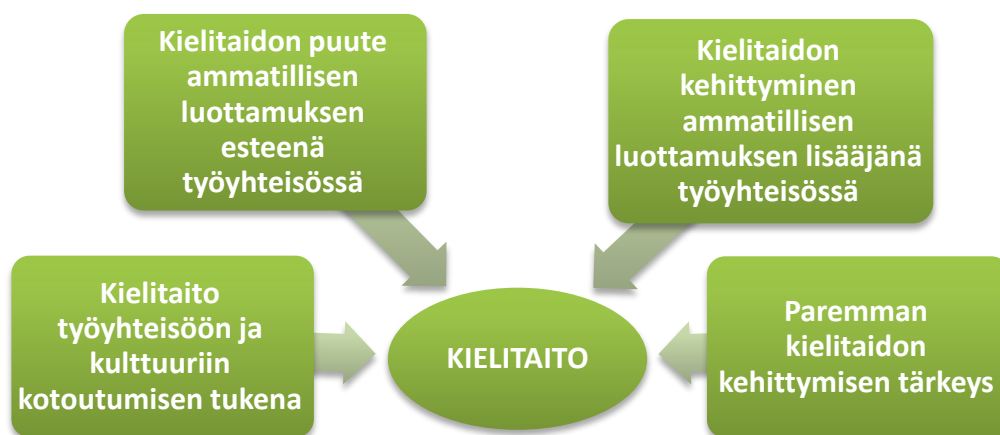 Kielitaidon puute
ammatillisen
luottamuksen
esteenä
työyhteisössä
Kielitaidon
kehittyminen
ammatillisen
luottamuksen lisääjänä
työyhteisössä
Kielitaito
työyhteisöön ja
kulttuuriin
kotoutumisen tukena
KIELITAITO
Paremman
kielitaidon
kehittymisen tärkeys